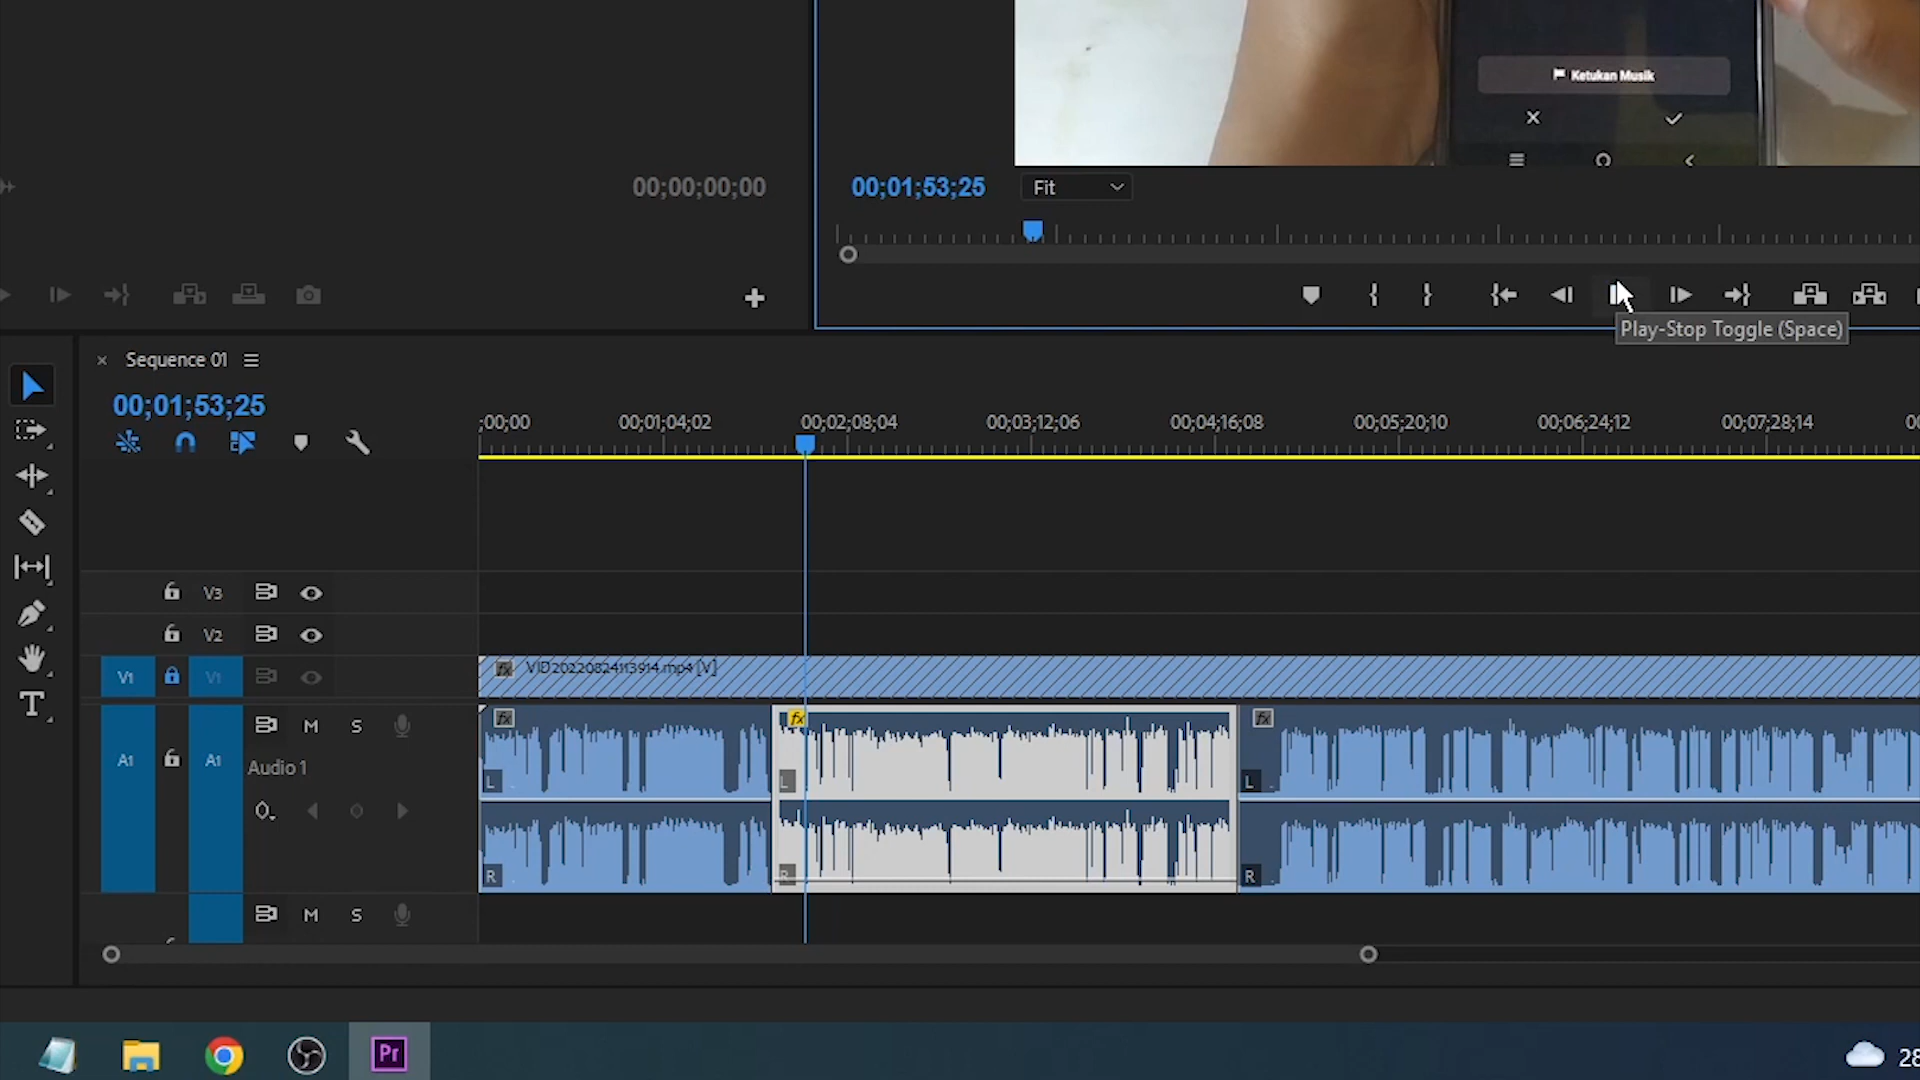 Ketukan Musik
00;00;00;00
00;01;53;25
Fit
Play-Stop Toggle (Space)
Sequence 01
00;01;53;25
;00;00
00;01;04;02
00;02;08;04
00;03;12;06
00;04;16;08
00;05;20;10
00;06;24;12
00;07;28;14
V3
V2
V1
V1
fx
VID20220824113914.mp4 [V]
A1
A1
M
S
Audio 1
fx
fx
fx
L
L
L
R
R
R
M
S
Pr
28